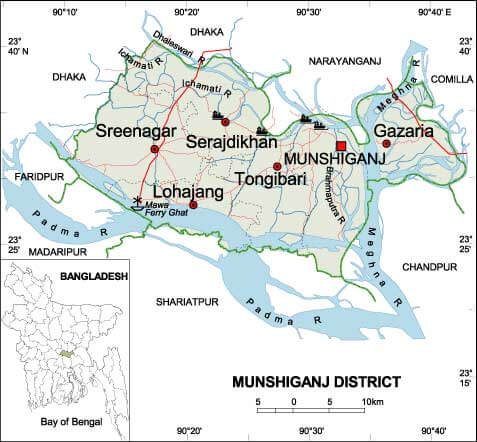 90°20' 90°30' 90°40' E
DHAKA
23°
40' N
23°
40'
Dhaleswari R
Ichamati R
NARAYANGANJ
DHAKA
Ichamati R
Meghna R
COMILLA
Sreenagar
Serajdikhan
Gazaria
MUNSHIGANJ
Tongibari
FARIDPUR
Lohajang
Brahmaputra R
Mawa
Ferry Ghat
Padma R
23°
25'
23°
25'
MADARIPUR
Meghna R
CHANDPUR
BANGLADESH
SHARIATPUR
Padma R
MUNSHIGANJ DISTRICT
23°
15'
5 0 5 10km
Bay of Bengal
90°20' 90°30' 90°40'